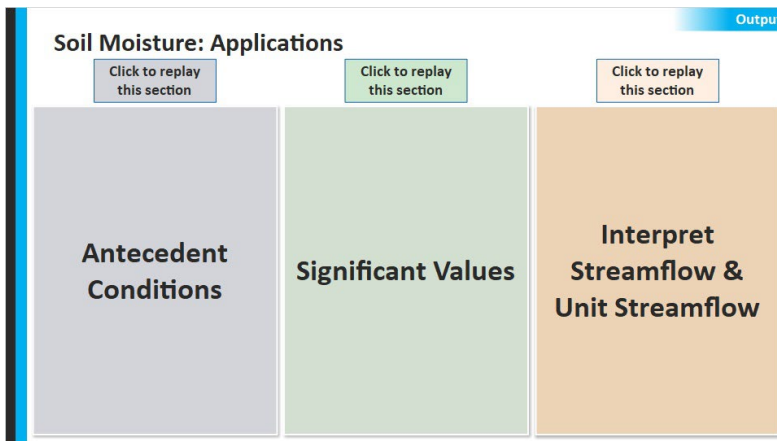 Output
Soil Moisture: Applications
Click to replay
this section
Click to replay
this section
Click to replay
this section
Antecedent
Conditions
Significant Values
Interpret
Streamflow &
Unit Streamflow